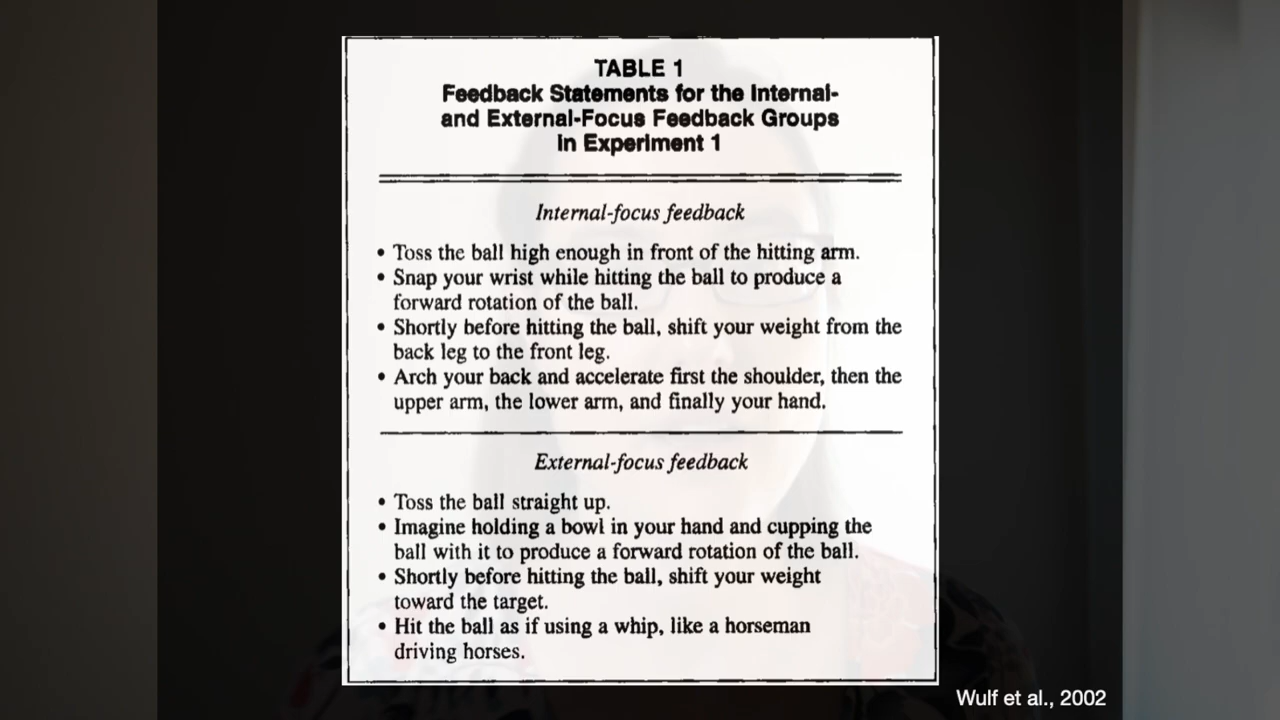 TABLE 1
Feedback Statements for the Internal-
and External-Focus Feedback Groups
in Experiment 1
Internal-focus feedback
• Toss the ball high enough in front of the hitting arm.
• Snap your wrist while hitting the ball to produce a
forward rotation of the ball.
• Shortly before hitting the ball, shift your weight from the
back leg to the front leg.
• Arch your back and accelerate first the shoulder, then the
upper arm, the lower arm, and finally your hand.
External-focus feedback
• Toss the ball straight up.
• Imagine holding a bowl in your hand and cupping the
ball with it to produce a forward rotation of the ball.
• Shortly before hitting the ball, shift your weight
toward the target.
• Hit the ball as if using a whip, like a horseman
driving horses.
Wulf et al., 2002